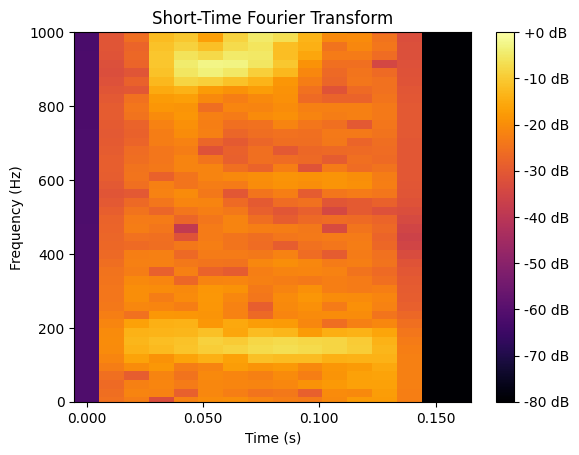 Short-Time Fourier Transform
1000
800
600
400
200
0
Frequency (Hz)
0.000
0.050
0.100
0.150
Time (s)
+0 dB
-10 dB
-20 dB
-30 dB
-40 dB
-50 dB
-60 dB
-70 dB
-80 dB